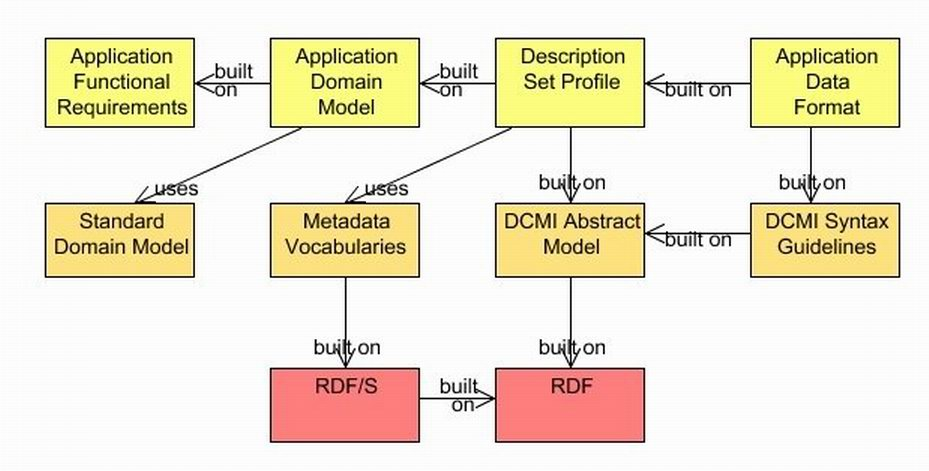 Application
Functional
Requirements
built
on
Application
Domain
Model
built
on
Description
Set Profile
built on
Application
Data
Format
uses
uses
built on
built on
Standard
Domain Model
Metadata
Vocabularies
DCMI Abstract
Model
built on
DCMI Syntax
Guidelines
built on
built on
RDF/S
built
on
RDF